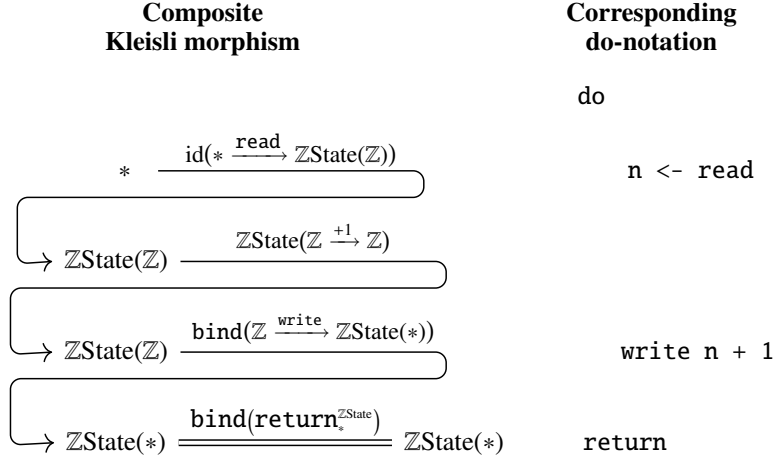 Composite Corresponding
Kleisli morphism do-notation
do
id(∗ read→ ℤState(ℤ))
∗ n <- read
ℤState(ℤ +1→ ℤ)
ℤState(ℤ)
bind(ℤ write→ ℤState(∗))
ℤState(ℤ) write n + 1
bind(return∗^ℤState)
ℤState(∗) ℤState(∗) return